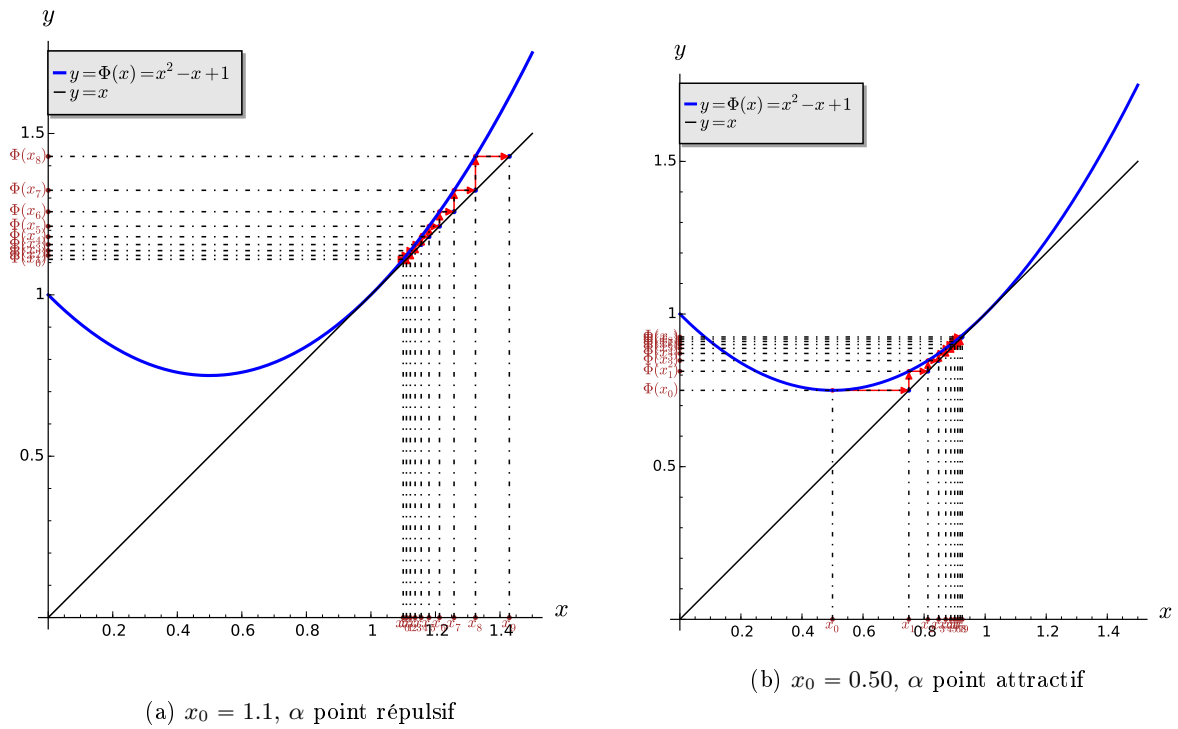 y
y = Φ(x) = x² − x + 1
y = x
1.5
Φ(x₈)
Φ(x₇)
Φ(x₆)
Φ(x₅)
1
0.5
0.2
0.4
0.6
0.8
1
1.2
1.4
x₇
x₈
x₉
x
(a) x₀ = 1.1, α point répulsif
y
y = Φ(x) = x² − x + 1
y = x
1.5
1
Φ(x₁)
Φ(x₀)
0.5
x₀
x₁
0.2
0.4
0.6
0.8
1
1.2
1.4
x
(b) x₀ = 0.50, α point attractif